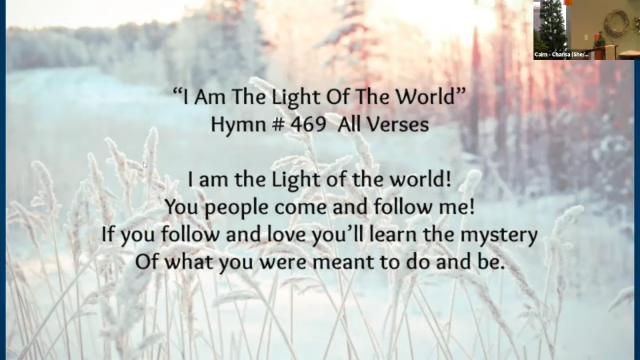 “I Am The Light Of The World”
Hymn # 469  All Verses
I am the Light of the world!
You people come and follow me!
If you follow and love you’ll learn the mystery
Of what you were meant to do and be.